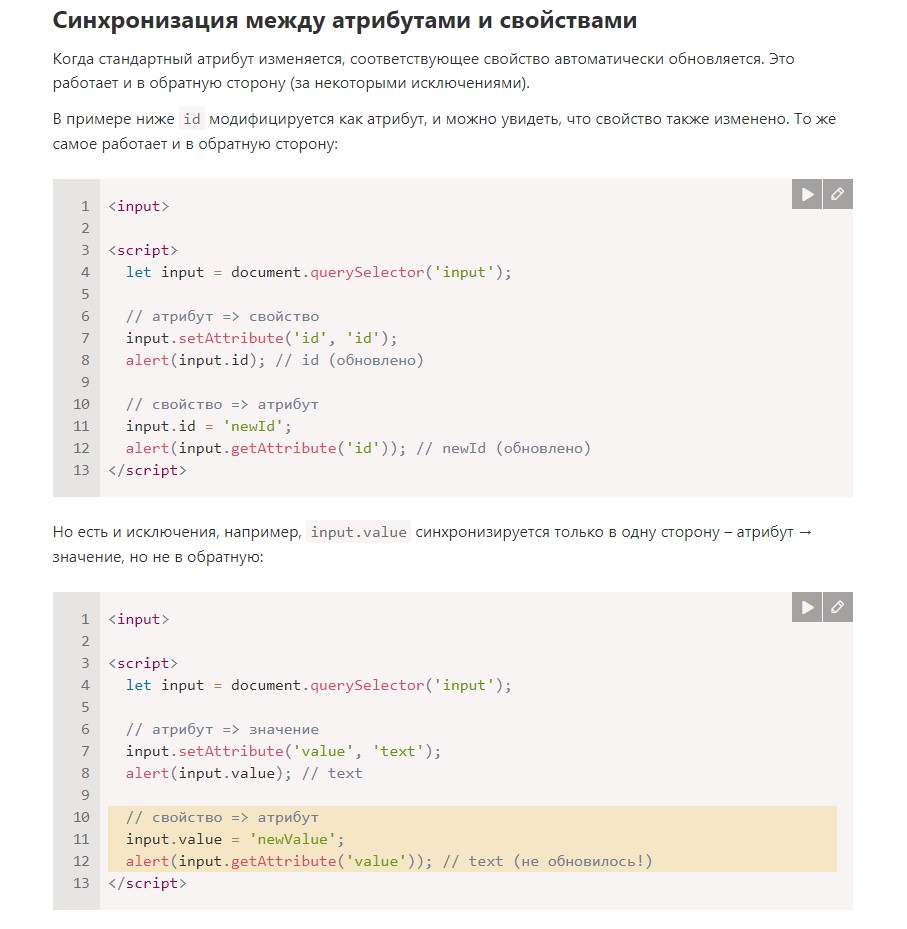 Синхронизация между атрибутами и свойствами
Когда стандартный атрибут изменяется, соответствующее свойство автоматически обновляется. Это
работает и в обратную сторону (за некоторыми исключениями).
В примере ниже id модифицируется как атрибут, и можно увидеть, что свойство также изменено. То же
самое работает и в обратную сторону:
1 <input>
2
3 <script>
4 let input = document.querySelector('input');
5
6 // атрибут => свойство
7 input.setAttribute('id', 'id');
8 alert(input.id); // id (обновлено)
9
10 // свойство => атрибут
11 input.id = 'newId';
12 alert(input.getAttribute('id')); // newId (обновлено)
13 </script>
Но есть и исключения, например, input.value синхронизируется только в одну сторону – атрибут →
значение, но не в обратную:
1 <input>
2
3 <script>
4 let input = document.querySelector('input');
5
6 // атрибут => значение
7 input.setAttribute('value', 'text');
8 alert(input.value); // text
9
10 // свойство => атрибут
11 input.value = 'newValue';
12 alert(input.getAttribute('value')); // text (не обновилось!)
13 </script>